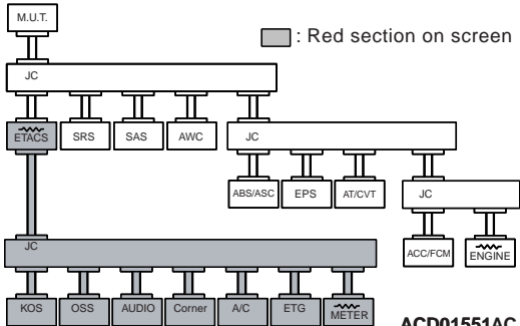 M.U.T.
: Red section on screen
JC
ETACS SRS SAS AWC JC
ABS/ASC EPS AT/CVT JC
JC
ACC/FCM ENGINE
KOS OSS AUDIO Corner A/C ETG METER
ACD01551AC